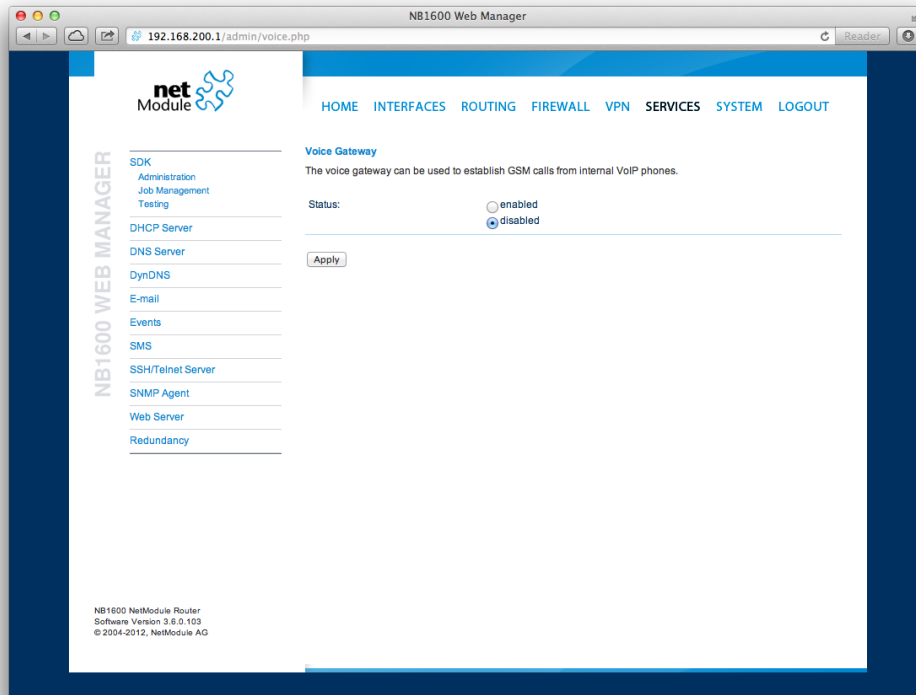 NB1600 Web Manager
192.168.200.1/admin/voice.php
Reader
net
Module
HOME INTERFACES ROUTING FIREWALL VPN SERVICES SYSTEM LOGOUT
NB1600 WEB MANAGER
SDK
Administration
Job Management
Testing
DHCP Server
DNS Server
DynDNS
E-mail
Events
SMS
SSH/Telnet Server
SNMP Agent
Web Server
Redundancy
Voice Gateway
The voice gateway can be used to establish GSM calls from internal VoIP phones.
Status:
enabled
disabled
Apply
NB1600 NetModule Router
Software Version 3.6.0.103
© 2004-2012, NetModule AG